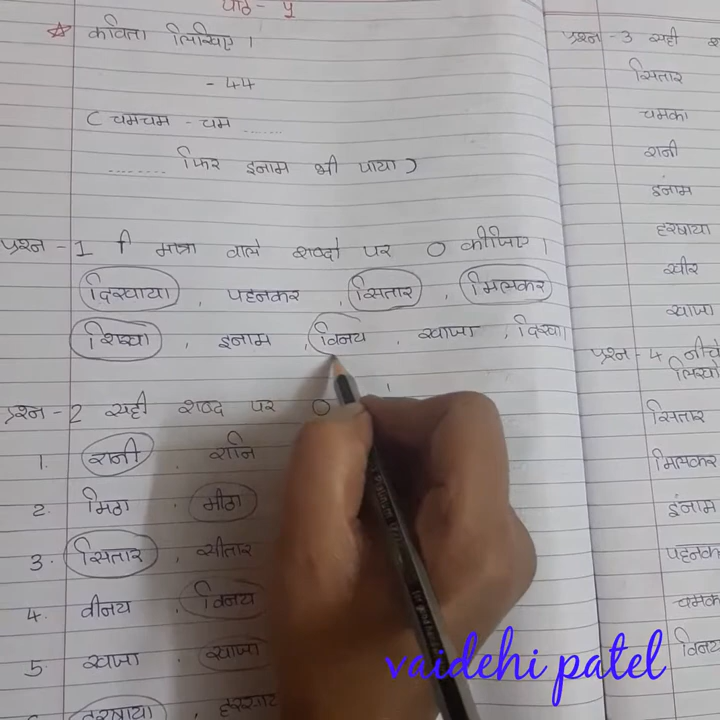 पाठ - 5
☆ कविता लिखिए ।
- 44
( चमचम - चम .......
........ फिर इनाम भी पाया )
प्रश्न - 1 ि मात्रा वाले शब्दो पर O कीजिए ।
दिखाया , पहनकर , सितार , मिलकर
शिक्षा , इनाम , विनय , खाजा , दिशा
प्रश्न - 2 सही शब्द पर O
1. रानी . रानि
2. मिठा . मीठा
3. सितार , सीतार
4. वीनय . विनय
5. खाजा
प्रश्न - 3 सही
सितार
चमका
रानी
इनाम
हरषाया
खीर
खाजा
प्रश्न - 4 नीचे
लिखो
सितार
मिलकर
इंनाम
पहनक
चमक
विनय
vaidehi patel